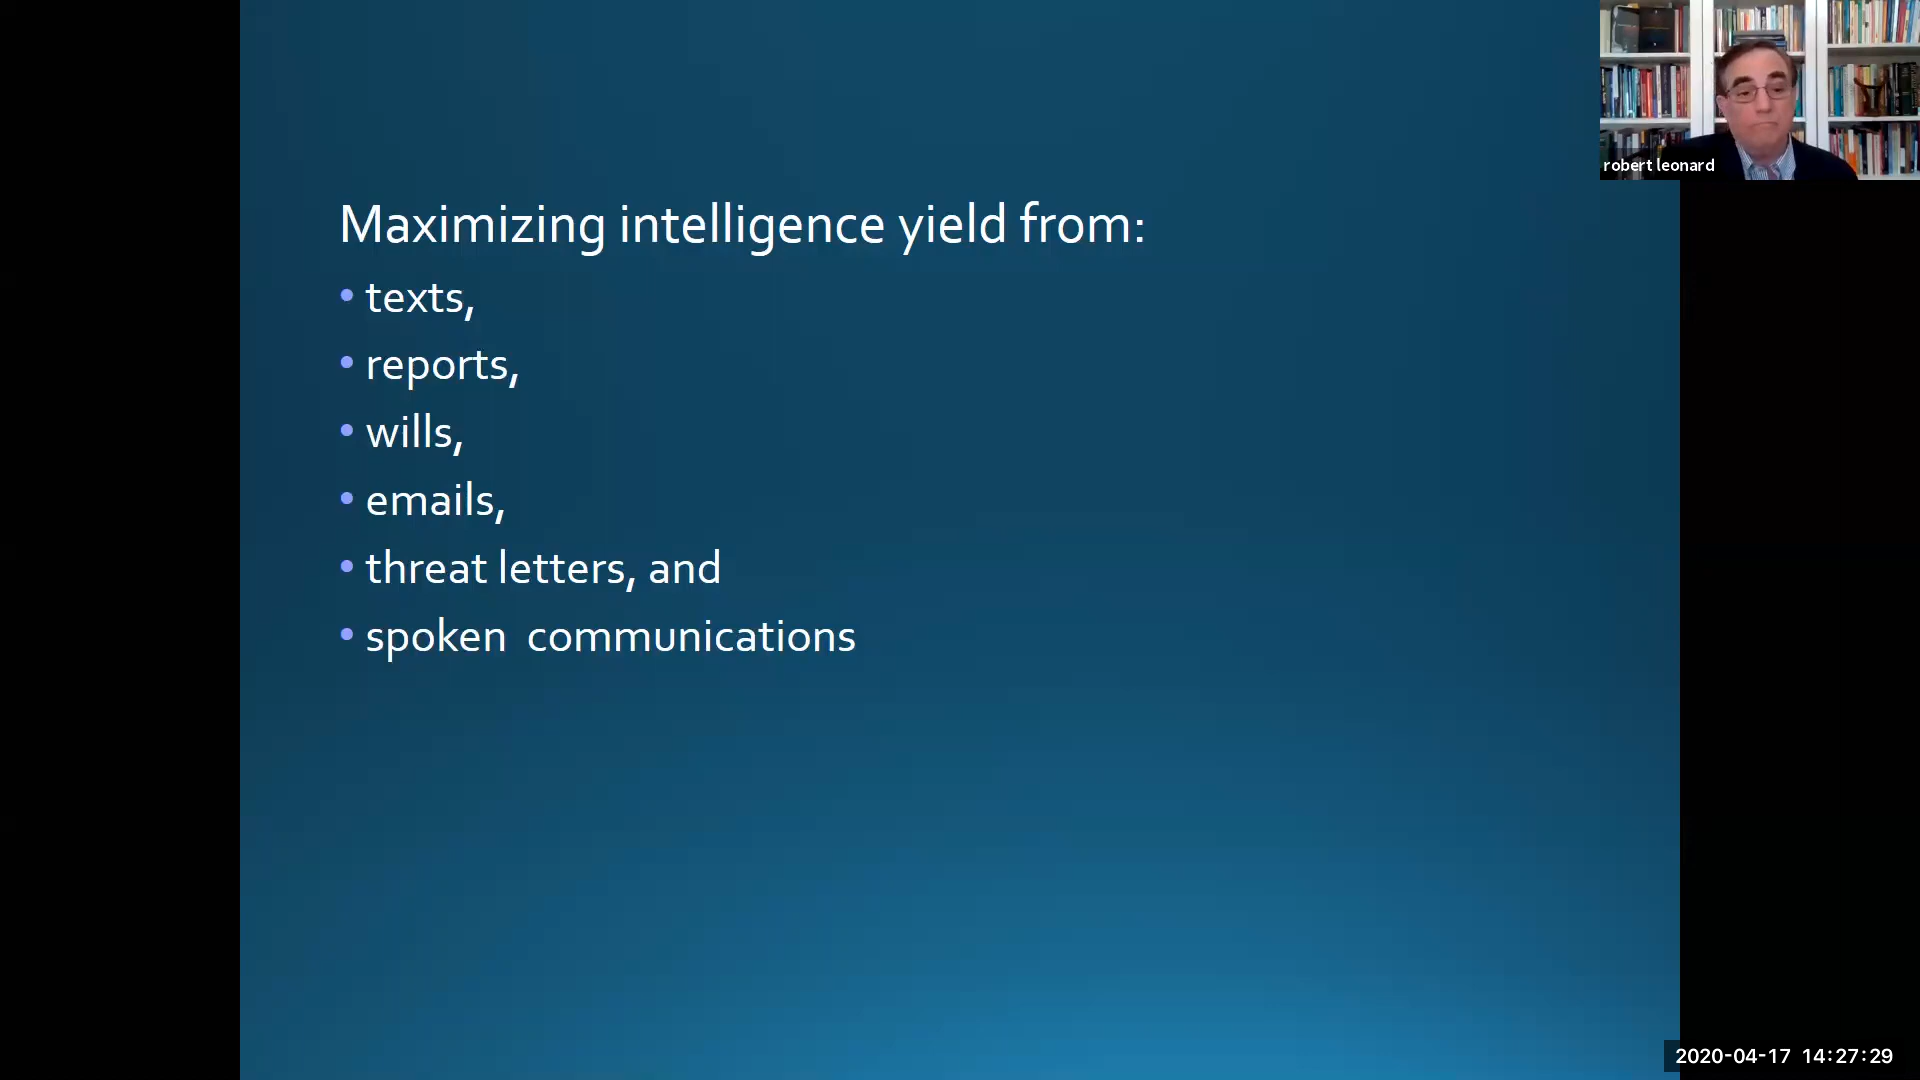 Maximizing intelligence yield from:
• texts,
• reports,
• wills,
• emails,
• threat letters, and
• spoken  communications
robert leonard
2020-04-17 14:27:29